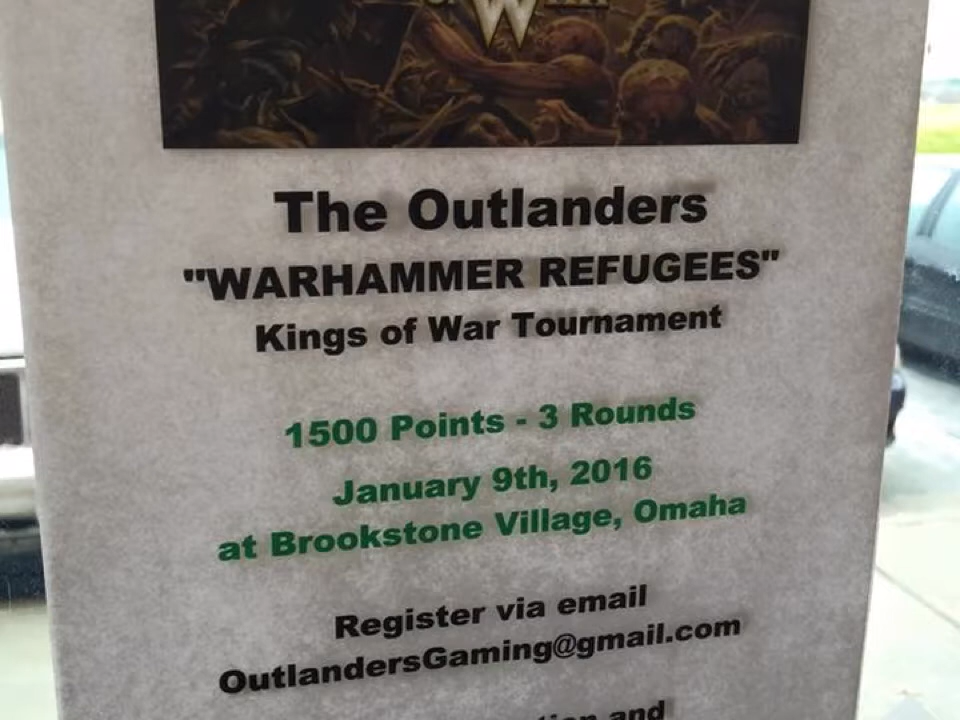 The Outlanders
"WARHAMMER REFUGEES"
Kings of War Tournament
1500 Points - 3 Rounds
January 9th, 2016
at Brookstone Village, Omaha
Register via email
OutlandersGaming@gmail.com
and